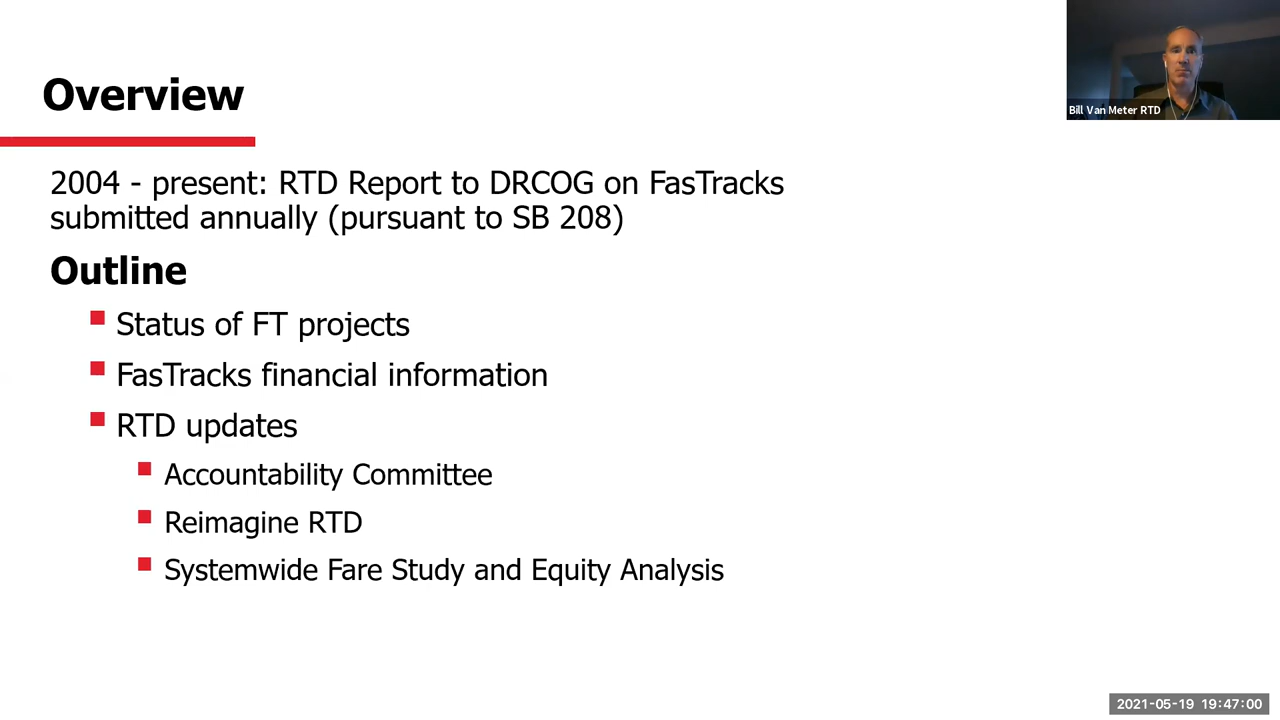 Overview
Bill Van Meter RTD
2004 - present: RTD Report to DRCOG on FasTracks
submitted annually (pursuant to SB 208)
Outline
Status of FT projects
FasTracks financial information
RTD updates
Accountability Committee
Reimagine RTD
Systemwide Fare Study and Equity Analysis
2021-05-19 19:47:00